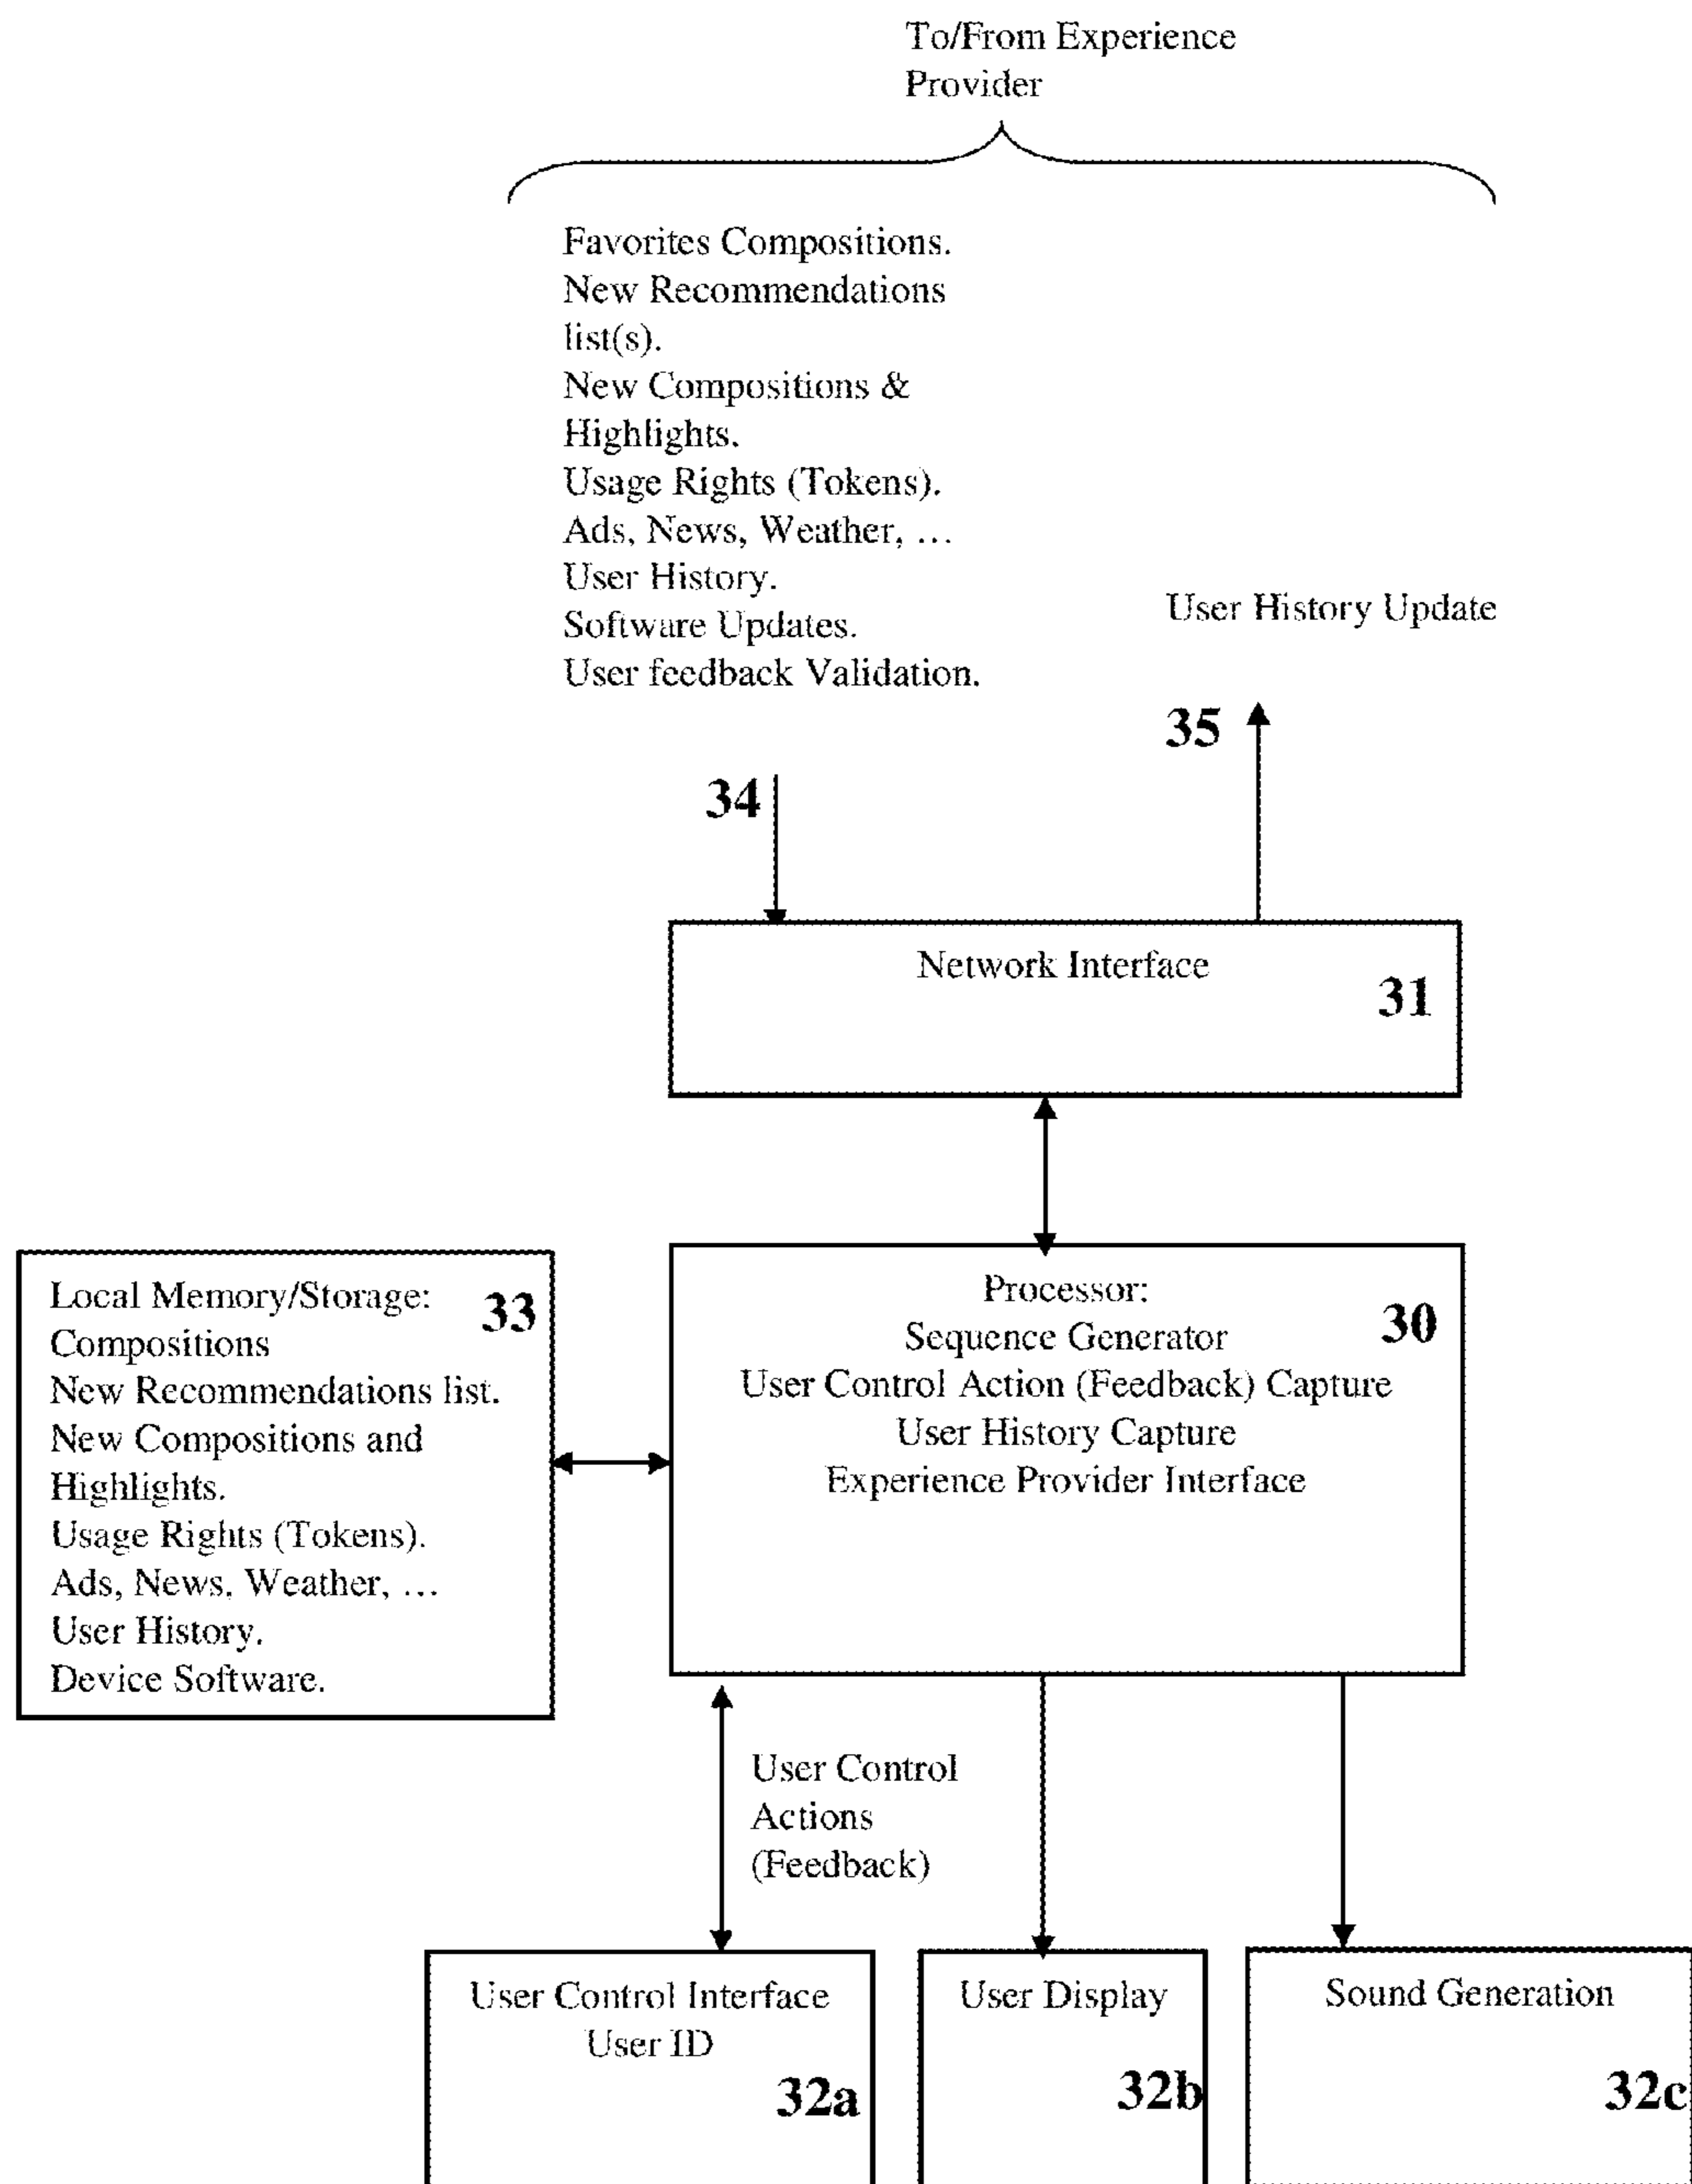 To/From Experience
Provider
Favorites Compositions.
New Recommendations
list(s).
New Compositions &
Highlights.
Usage Rights (Tokens).
Ads, News, Weather, …
User History.
Software Updates.
User feedback Validation.
User History Update
35
34
Network Interface
31
Local Memory/Storage:
33
Compositions
New Recommendations list.
New Compositions and
Highlights.
Usage Rights (Tokens).
Ads, News, Weather, …
User History.
Device Software.
Processor:
30
Sequence Generator
User Control Action (Feedback) Capture
User History Capture
Experience Provider Interface
User Control
Actions
(Feedback)
User Control Interface
User ID
32a
User Display
32b
Sound Generation
32c